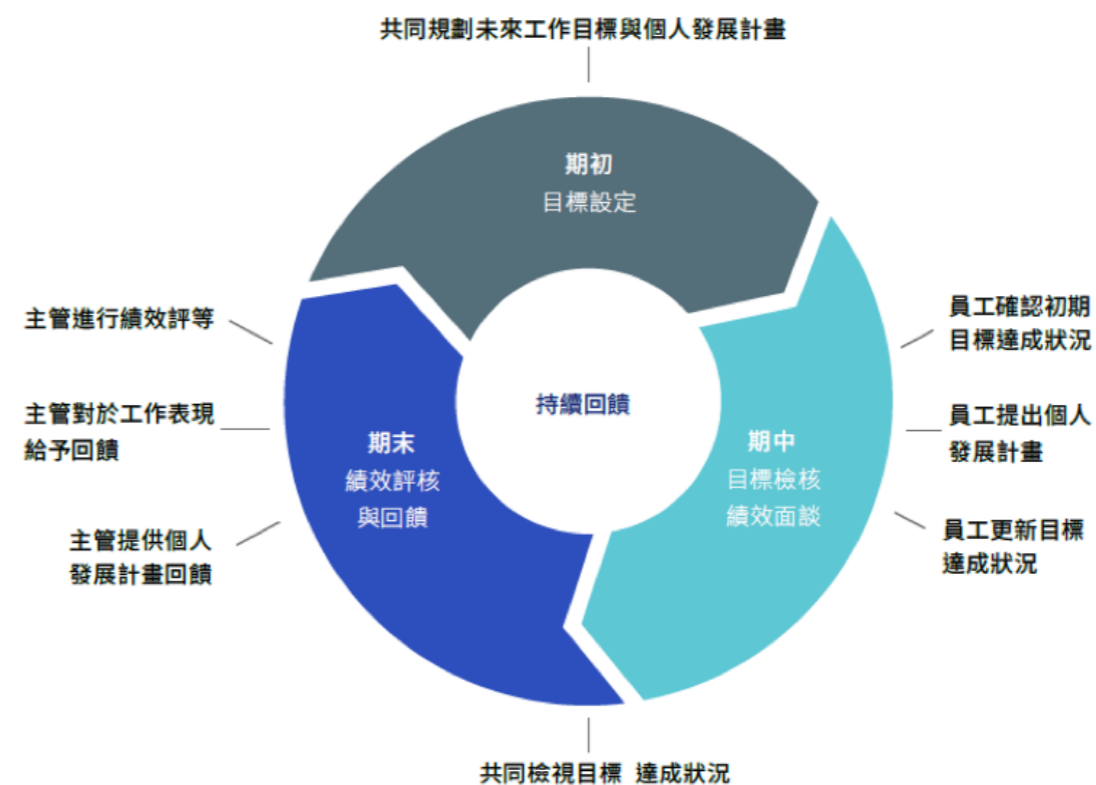 共同規劃未來工作目標與個人發展計畫
期初
目標設定
員工確認初期
目標達成狀況
員工提出個人
發展計畫
員工更新目標
達成狀況
期中
目標檢核
績效面談
持續回饋
共同檢視目標 達成狀況
期末
績效評核
與回饋
主管進行績效評等
主管對於工作表現
給予回饋
主管提供個人
發展計畫回饋